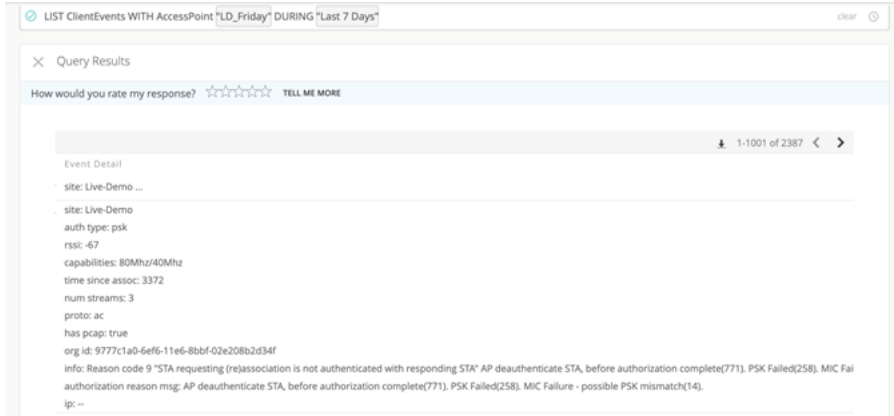 LIST ClientEvents WITH AccessPoint "LD_Friday" DURING "Last 7 Days"
clear
Query Results
How would you rate my response?
TELL ME MORE
1-1001 of 2387
Event Detail
site: Live-Demo ...
site: Live-Demo
auth type: psk
rssi: -67
capabilities: 80Mhz/40Mhz
time since assoc: 3372
num streams: 3
proto: ac
has pcap: true
org id: 9777c1a0-6ef6-11e6-8bbf-02e208b2d34f
info: Reason code 9 "STA requesting (re)association is not authenticated with responding STA" AP deauthenticate STA, before authorization complete(771). PSK Failed(258). MIC Fai
authorization reason msg: AP deauthenticate STA, before authorization complete(771). PSK Failed(258). MIC Failure - possible PSK mismatch(14).
ip: --